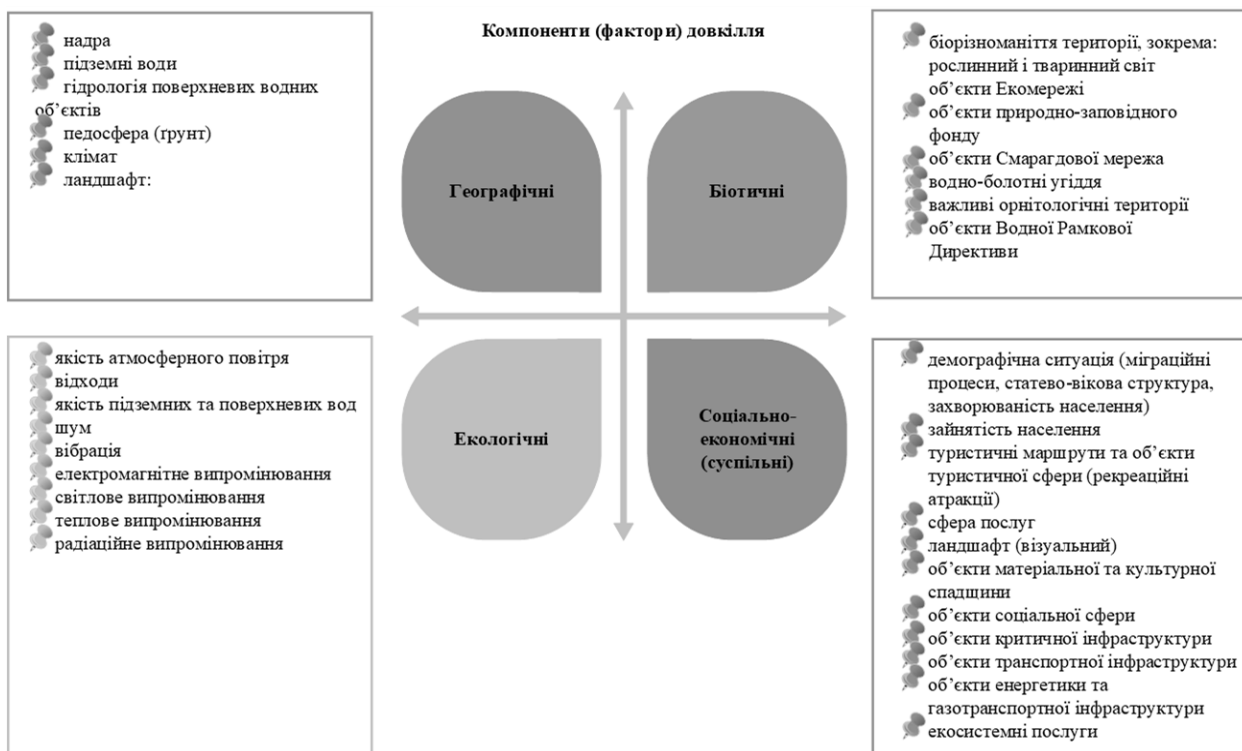 Компоненти (фактори) довкілля
надра
підземні води
гідрологія поверхневих водних
об’єктів
педосфера (ґрунт)
клімат
ландшафт:
Географічні
Біотичні
біорізноманіття території, зокрема:
рослинний і тваринний світ
об’єкти Екомережі
об’єкти природно-заповідного
фонду
об’єкти Смарагдової мережа
водно-болотні угіддя
важливі орнітологічні території
об’єкти Водної Рамкової
Директиви
якість атмосферного повітря
відходи
якість підземних та поверхневих вод
шум
вібрація
електромагнітне випромінювання
світлове випромінювання
теплове випромінювання
радіаційне випромінювання
Екологічні
Соціально-
економічні
(суспільні)
демографічна ситуація (міграційні
процеси, статево-вікова структура,
захворюваність населення)
зайнятість населення
туристичні маршрути та об’єкти
туристичної сфери (рекреаційні
атракції)
сфера послуг
ландшафт (візуальний)
об’єкти матеріальної та культурної
спадщини
об’єкти соціальної сфери
об’єкти критичної інфраструктури
об’єкти транспортної інфраструктури
об’єкти енергетики та
газотранспортної інфраструктури
екосистемні послуги